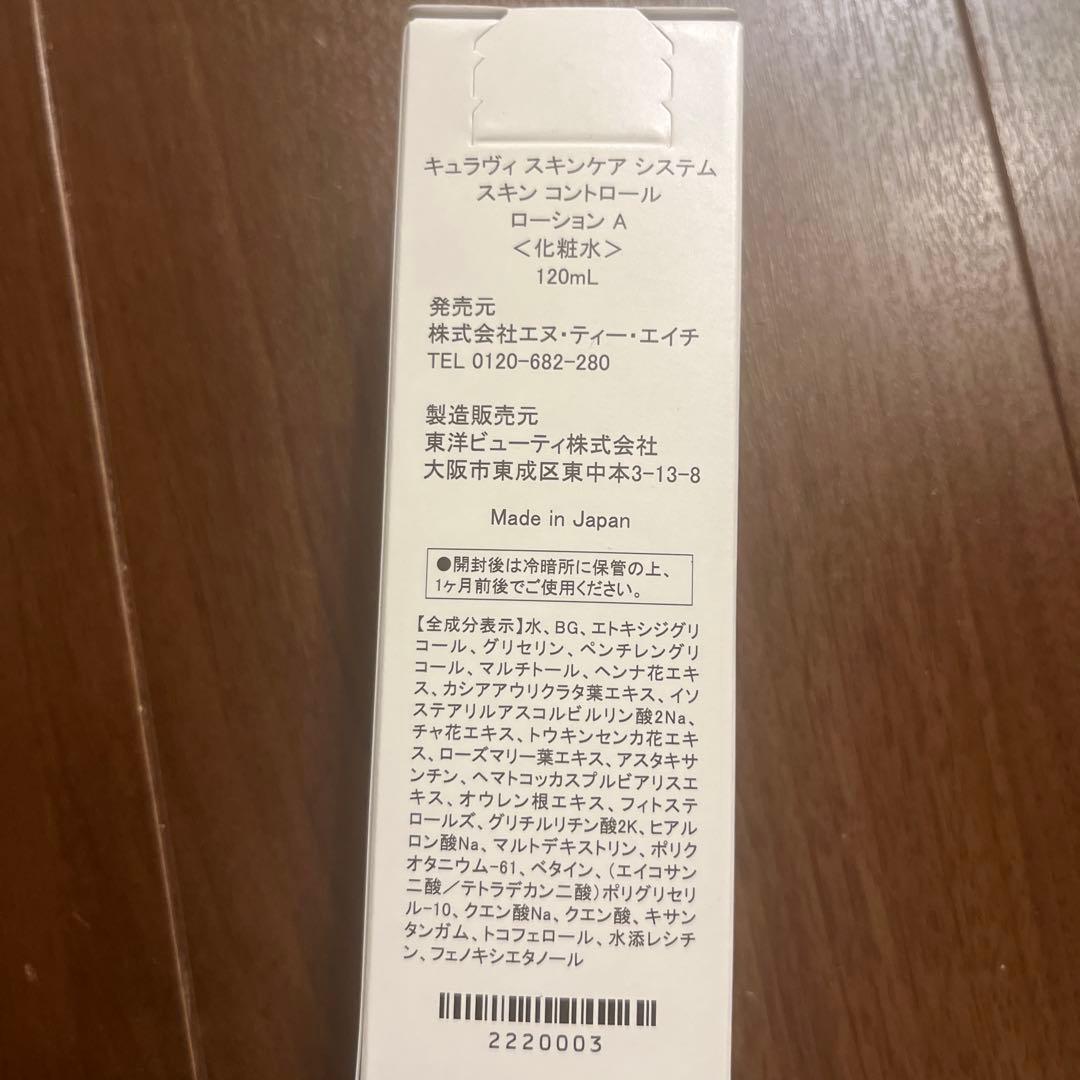 キュラヴィ スキンケア システム
スキン コントロール
ローション A
＜化粧水＞
120mL
発売元
株式会社エヌ・ティー・エイチ
TEL 0120-682-280
製造販売元
東洋ビューティ株式会社
大阪市東成区東中本3-13-8
Made in Japan
●開封後は冷暗所に保管の上、
1ヶ月前後でご使用ください。
【全成分表示】水、BG、エトキシジグリ
コール、グリセリン、ペンチレングリ
コール、マルチトール、ヘンナ花エキ
ス、カシアアウリクラタ葉エキス、イソ
ステアリルアスコルビルリン酸2Na、
チャ花エキス、トウキンセンカ花エキ
ス、ローズマリー葉エキス、アスタキサ
ンチン、ヘマトコッカスプルビアリスエ
キス、オウレン根エキス、フィトステ
ロールズ、グリチルリチン酸2K、ヒアル
ロン酸Na、マルトデキストリン、ポリク
オタニウム-61、ベタイン、（エイコサン
二酸／テトラデカン二酸）ポリグリセリ
ル-10、クエン酸Na、クエン酸、キサン
タンガム、トコフェロール、水添レシチ
ン、フェノキシエタノール
2220003